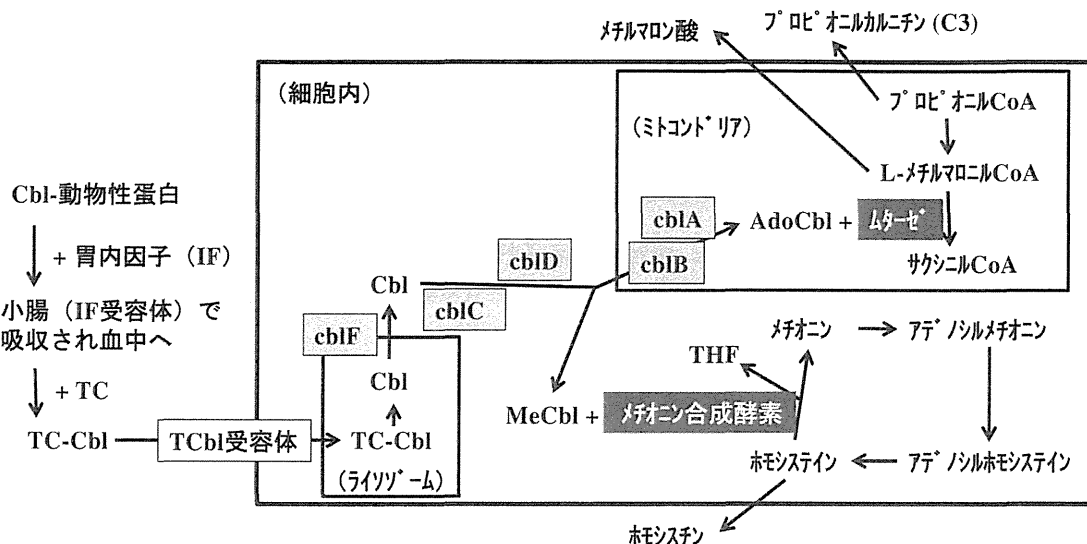 メチルマロン酸
プロピオニルカルニチン (C3)
(細胞内)
(ミトコンドリア)
プロピオニルCoA
L-メチルマロニルCoA
Cbl-動物性蛋白
cblA
AdoCbl +
ムターゼ
+ 胃内因子（IF）
cblD
cblB
サクシニルCoA
Cbl
小腸（IF受容体）で
吸収され血中へ
cblC
cblF
メチオニン
アデノシルメチオニン
THF
Cbl
+ TC
MeCbl +
メチオニン合成酵素
TC-Cbl
TCbl受容体
TC-Cbl
ホモシステイン
アデノシルホモシステイン
(ライソゾーム)
ホモシスチン